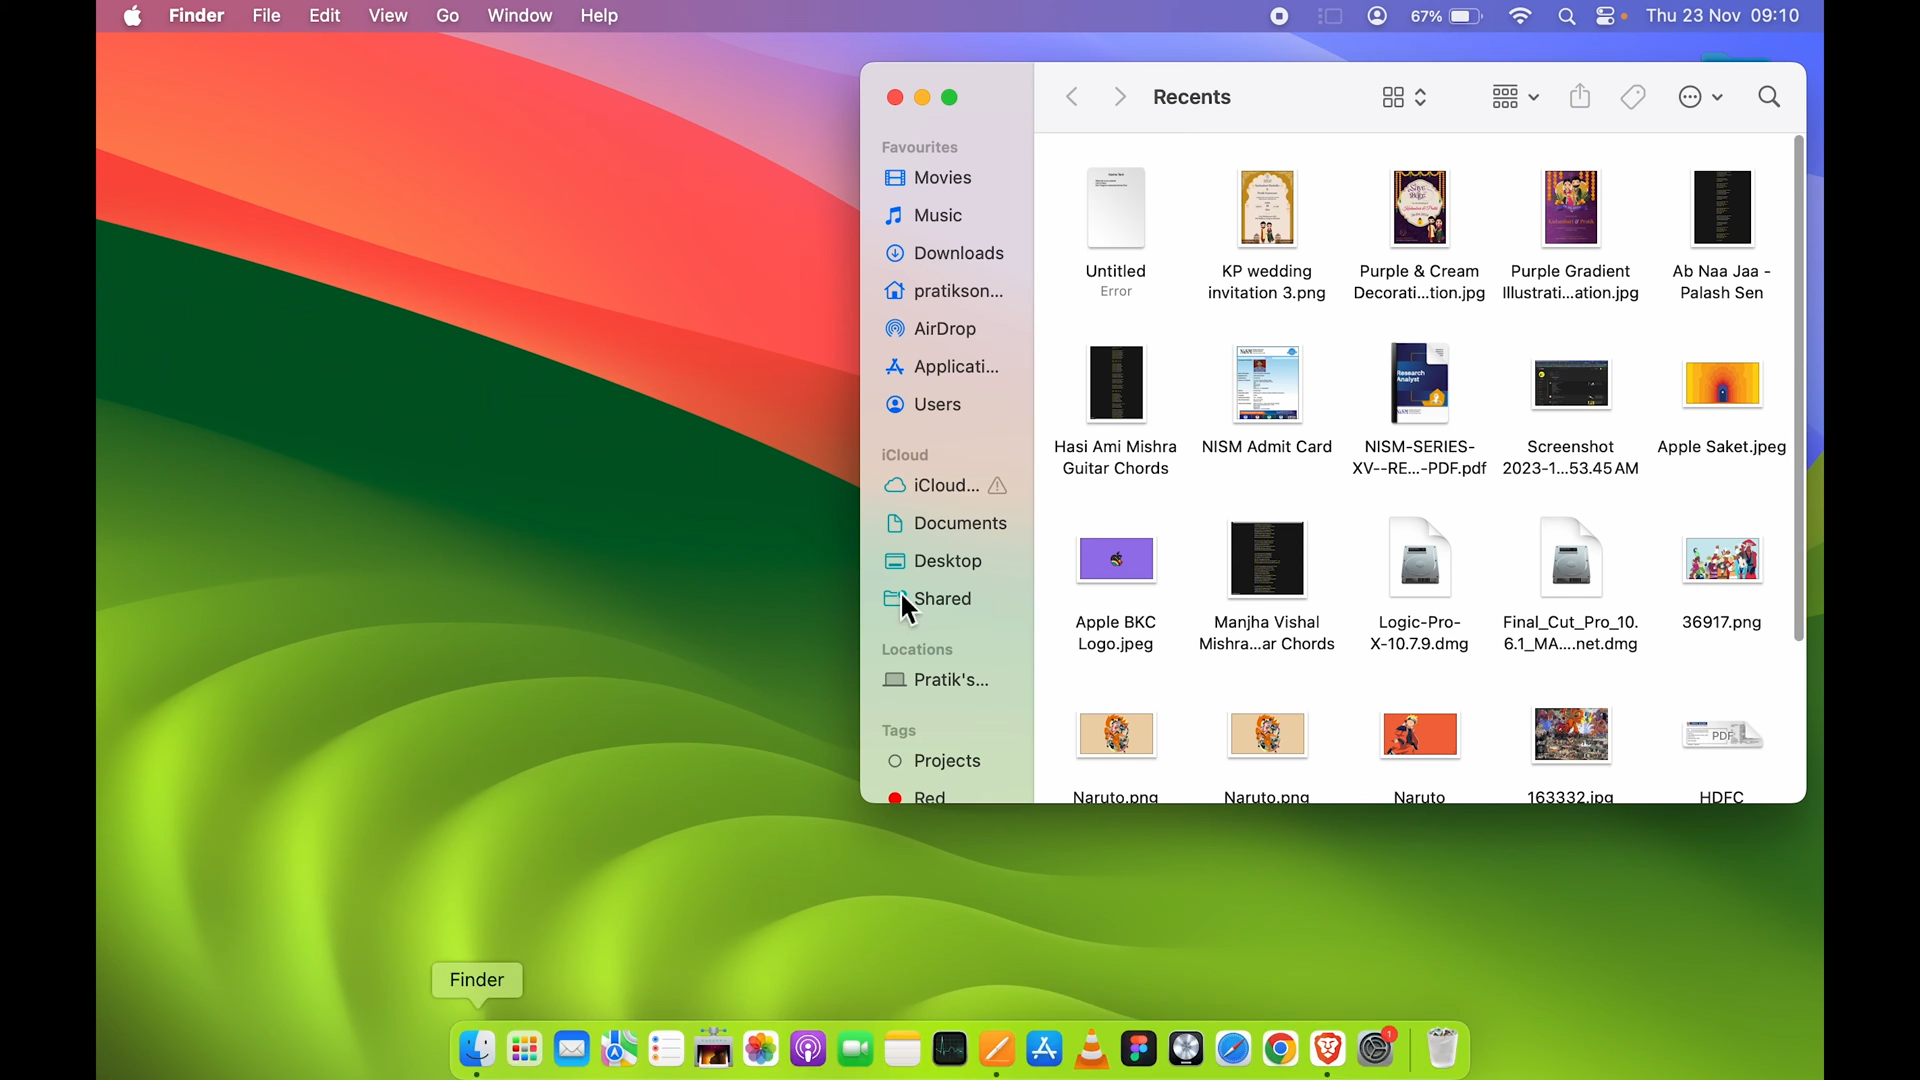 Finder File Edit View Go Window Help 67% Thu 23 Nov 09:10
Recents
Favourites
Movies
Music
Downloads
pratikson...
AirDrop
Applicati...
Users
iCloud
iCloud...
Documents
Desktop
Shared
Locations
Pratik's...
Tags
Projects
Red
Untitled
Error
KP wedding
invitation 3.png
Purple & Cream
Decorati...tion.jpg
Purple Gradient
Illustrati...ation.jpg
Ab Naa Jaa -
Palash Sen
Research
Analyst
Hasi Ami Mishra
Guitar Chords
NISM Admit Card
NISM-SERIES-
XV--RE...-PDF.pdf
Screenshot
2023-1...53.45 AM
Apple Saket.jpeg
Apple BKC
Logo.jpeg
Manjha Vishal
Mishra...ar Chords
Logic-Pro-
X-10.7.9.dmg
Final_Cut_Pro_10.
6.1_MA....net.dmg
36917.png
PDF
Naruto.png
Naruto.png
Naruto
163332.jpg
HDFC
Finder
1